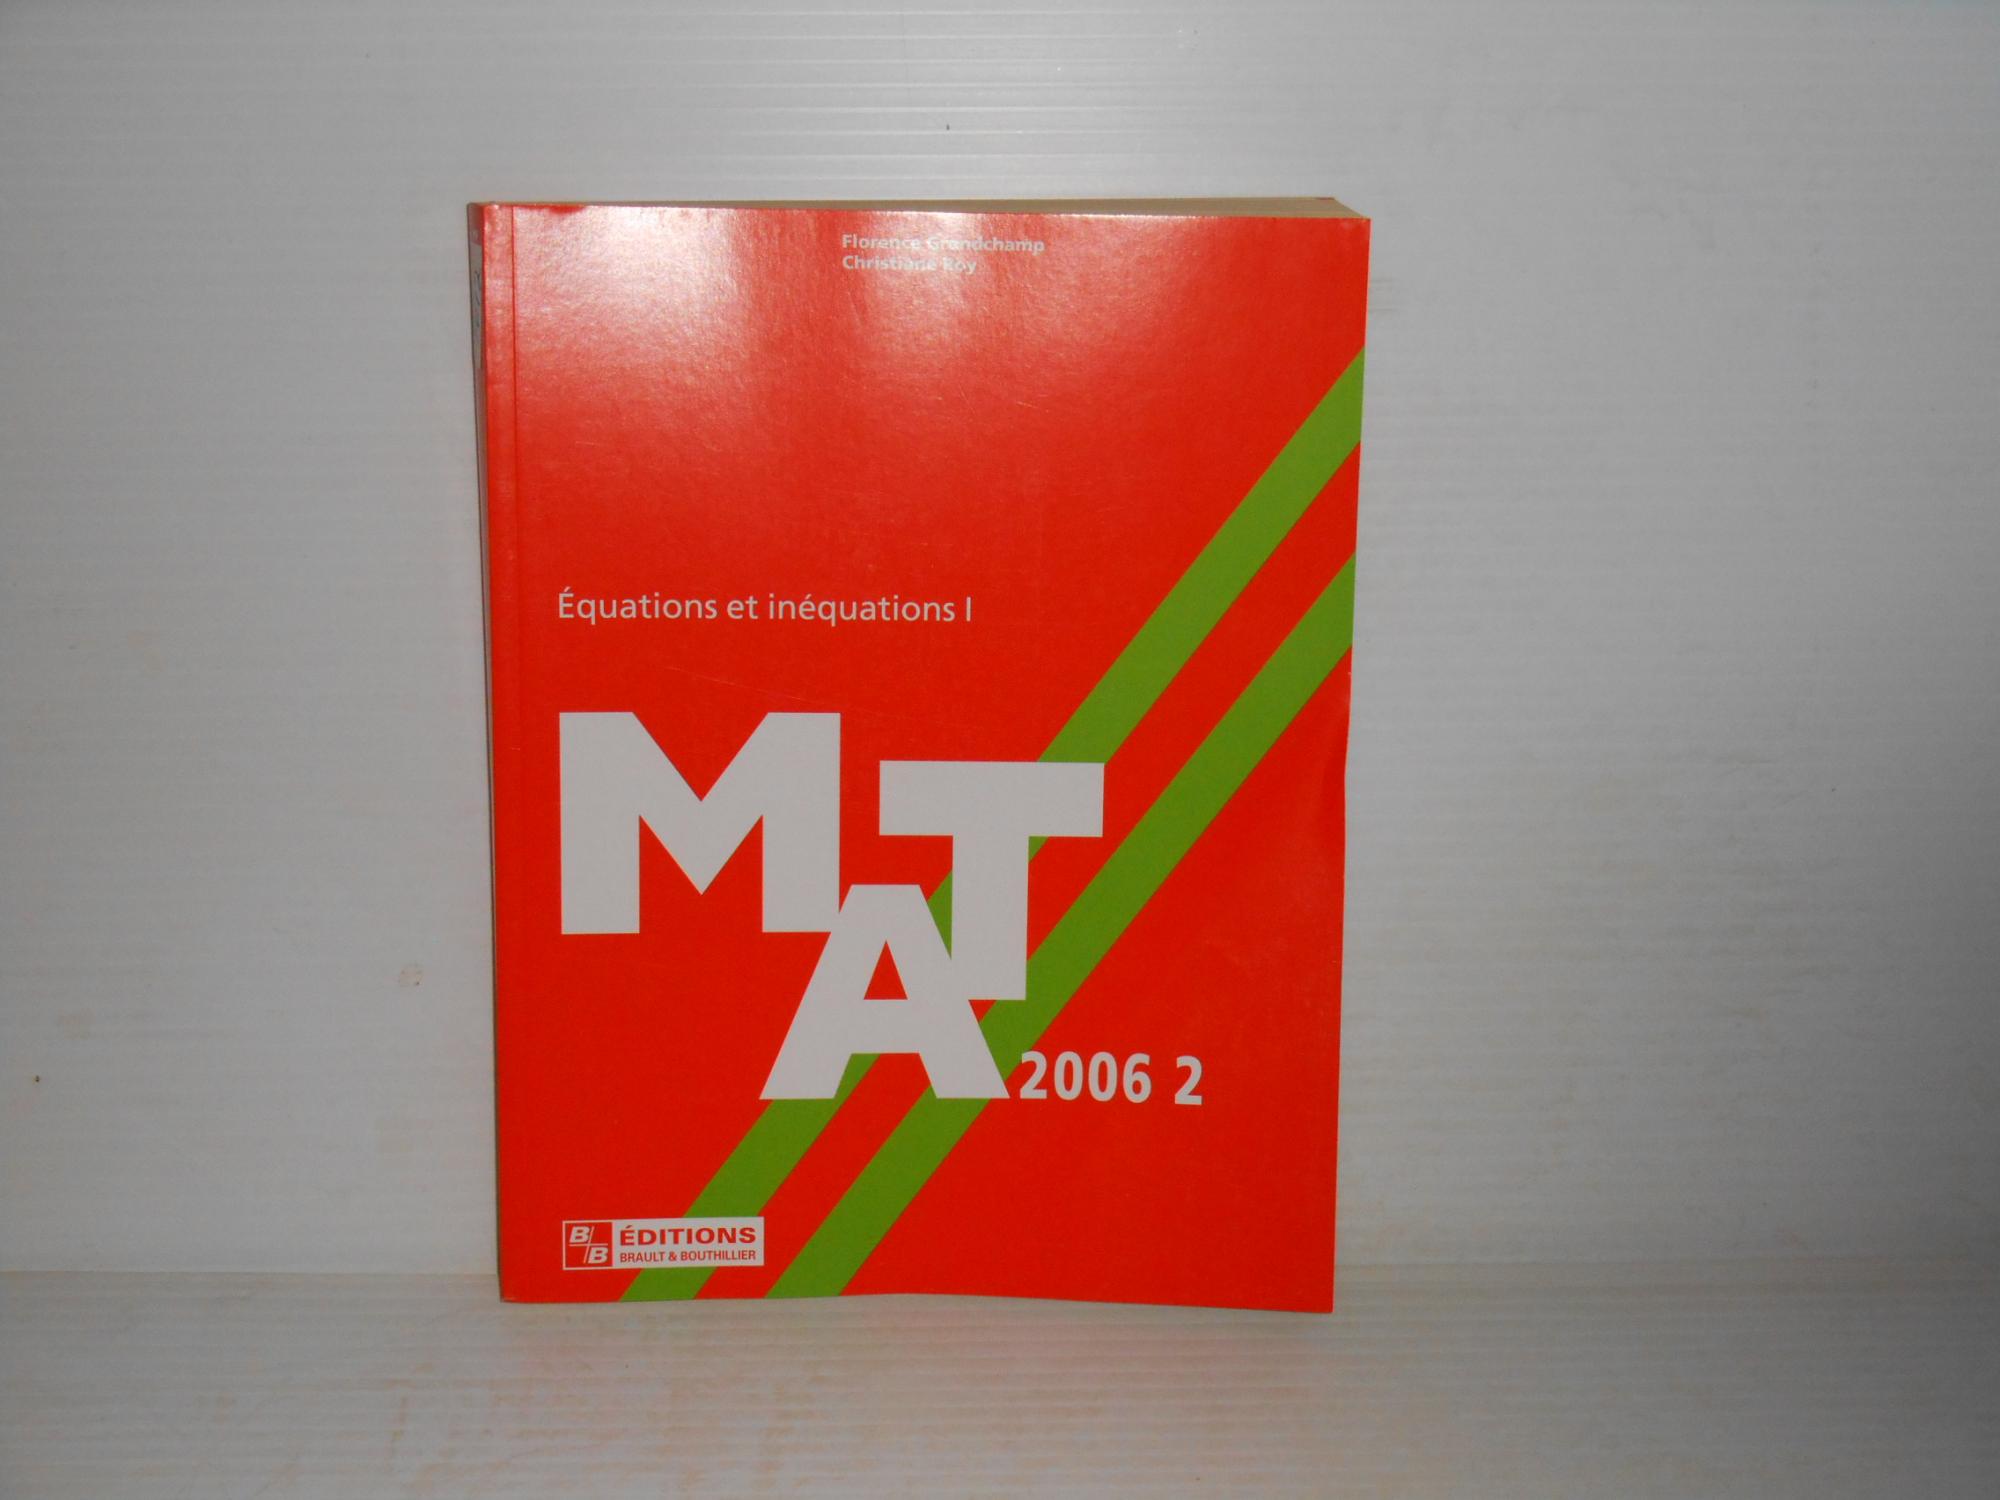 Florence Grandchamp
Christiane Roy
Équations et inéquations I
MAT
2006 2
B/B ÉDITIONS
BRAULT & BOUTHILLIER